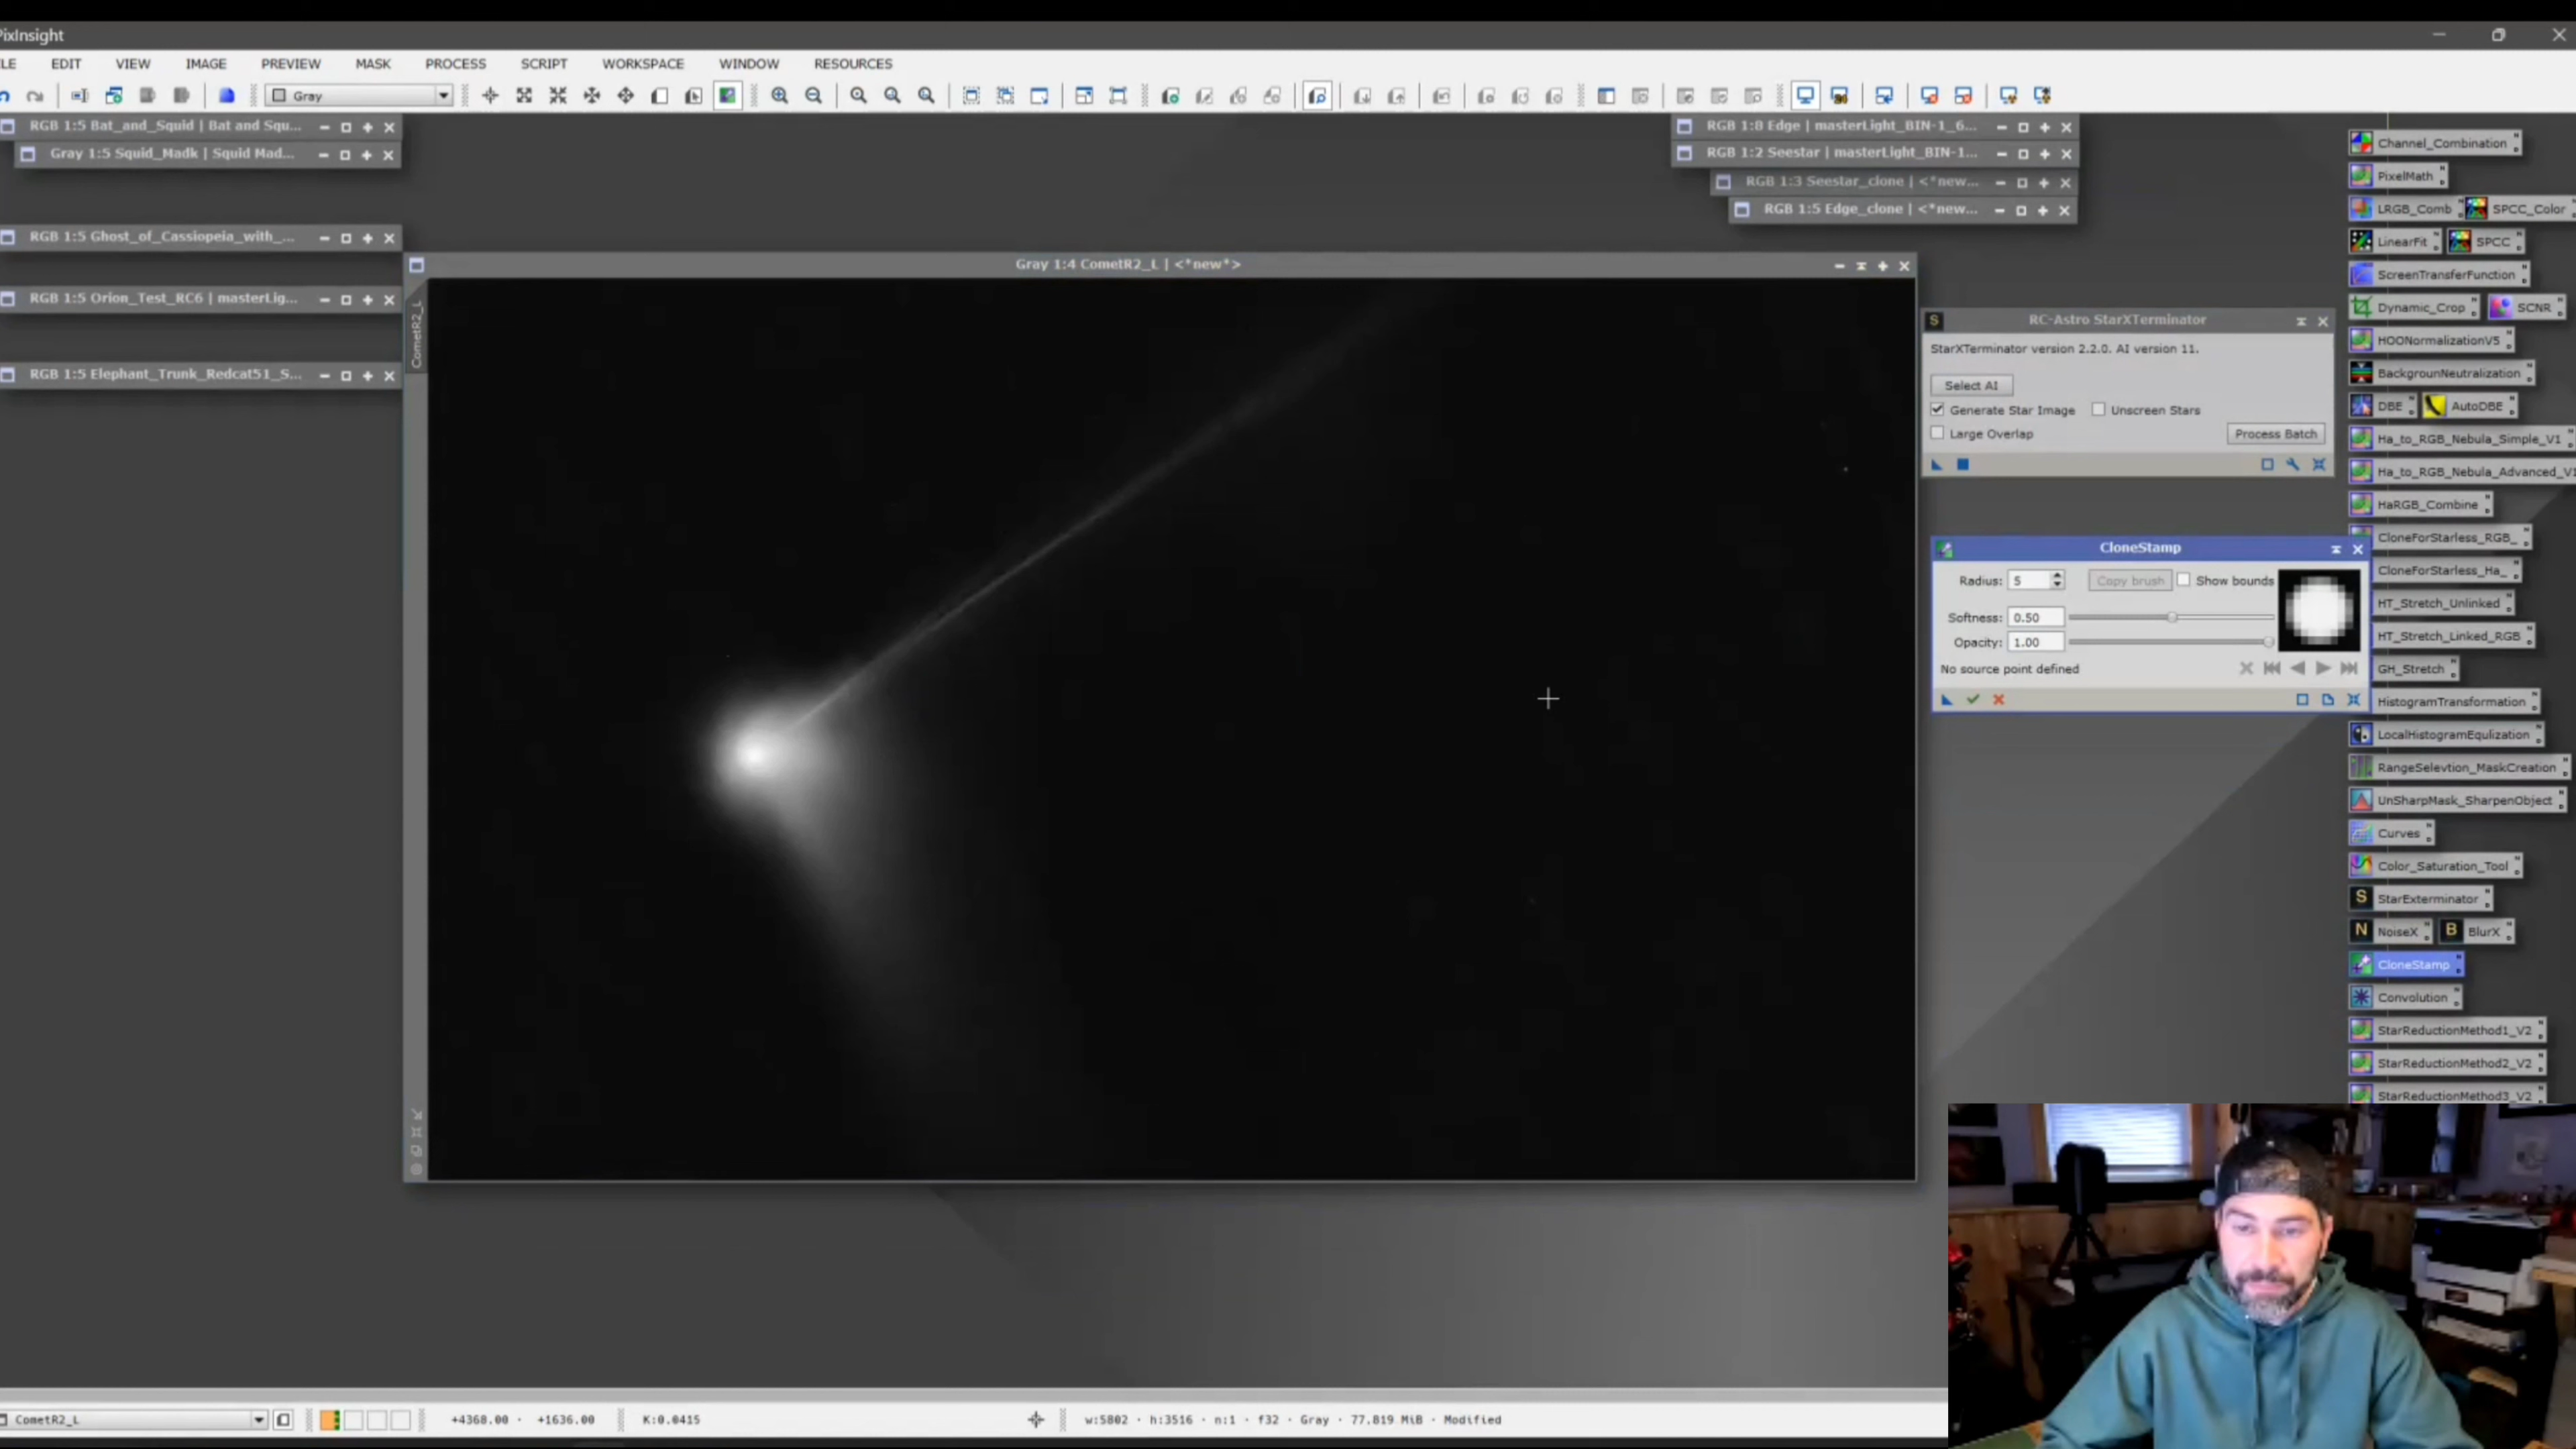 PixInsight
LE EDIT VIEW IMAGE PREVIEW MASK PROCESS SCRIPT WORKSPACE WINDOW RESOURCES
Gray
RGB 1:5 Bat_and_Squid | Bat and Squ...
Gray 1:5 Squid_Madk | Squid Mad...
RGB 1:5 Ghost_of_Cassiopeia_with_...
RGB 1:5 Orion_Test_RC6 | masterLig...
RGB 1:5 Elephant_Trunk_Redcat51_S...
RGB 1:8 Edge | masterLight_BIN-1_6...
RGB 1:2 Seestar | masterLight_BIN-1...
RGB 1:3 Seestar_clone | <*new...
RGB 1:5 Edge_clone | <*new...
Gray 1:4 CometR2_L | <*new*>
CometR2_L
RC-Astro StarXTerminator
StarXTerminator version 2.2.0. AI version 11.
Select AI
Generate Star Image Unscreen Stars
Large Overlap Process Batch
CloneStamp
Radius: 5 Copy brush Show bounds
Softness: 0.50
Opacity: 1.00
No source point defined
Channel_Combination
PixelMath
LRGB_Comb SPCC_Color
LinearFit SPCC
ScreenTransferFunction
Dynamic_Crop SCNR
HOONormalizationV5
BackgrounNeutralization
DBE AutoDBE
Ha_to_RGB_Nebula_Simple_V1
Ha_to_RGB_Nebula_Advanced_V1
HaRGB_Combine
CloneForStarless_RGB_
CloneForStarless_Ha_
HT_Stretch_Unlinked
HT_Stretch_Linked_RGB
GH_Stretch
HistogramTransformation
LocalHistogramEqulization
RangeSelevtion_MaskCreation
UnSharpMask_SharpenObject
Curves
Color_Saturation_Tool
S StarExterminator
N NoiseX B BlurX
CloneStamp
Convolution
StarReductionMethod1_V2
StarReductionMethod2_V2
StarReductionMethod3_V2
CometR2_L +4368.00 · +1636.00 K:0.0415 w:5802 · h:3516 · n:1 · f32 · Gray · 77.819 MiB · Modified